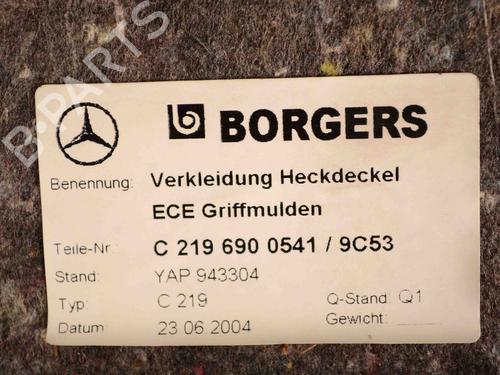 B-PARTS
BORGERS
Benennung: Verkleidung Heckdeckel
ECE Griffmulden
Teile-Nr. C 219 690 0541 / 9C53
Stand: YAP 943304
Typ: C 219 Q-Stand: Q1
Datum 23.06.2004 Gewicht: